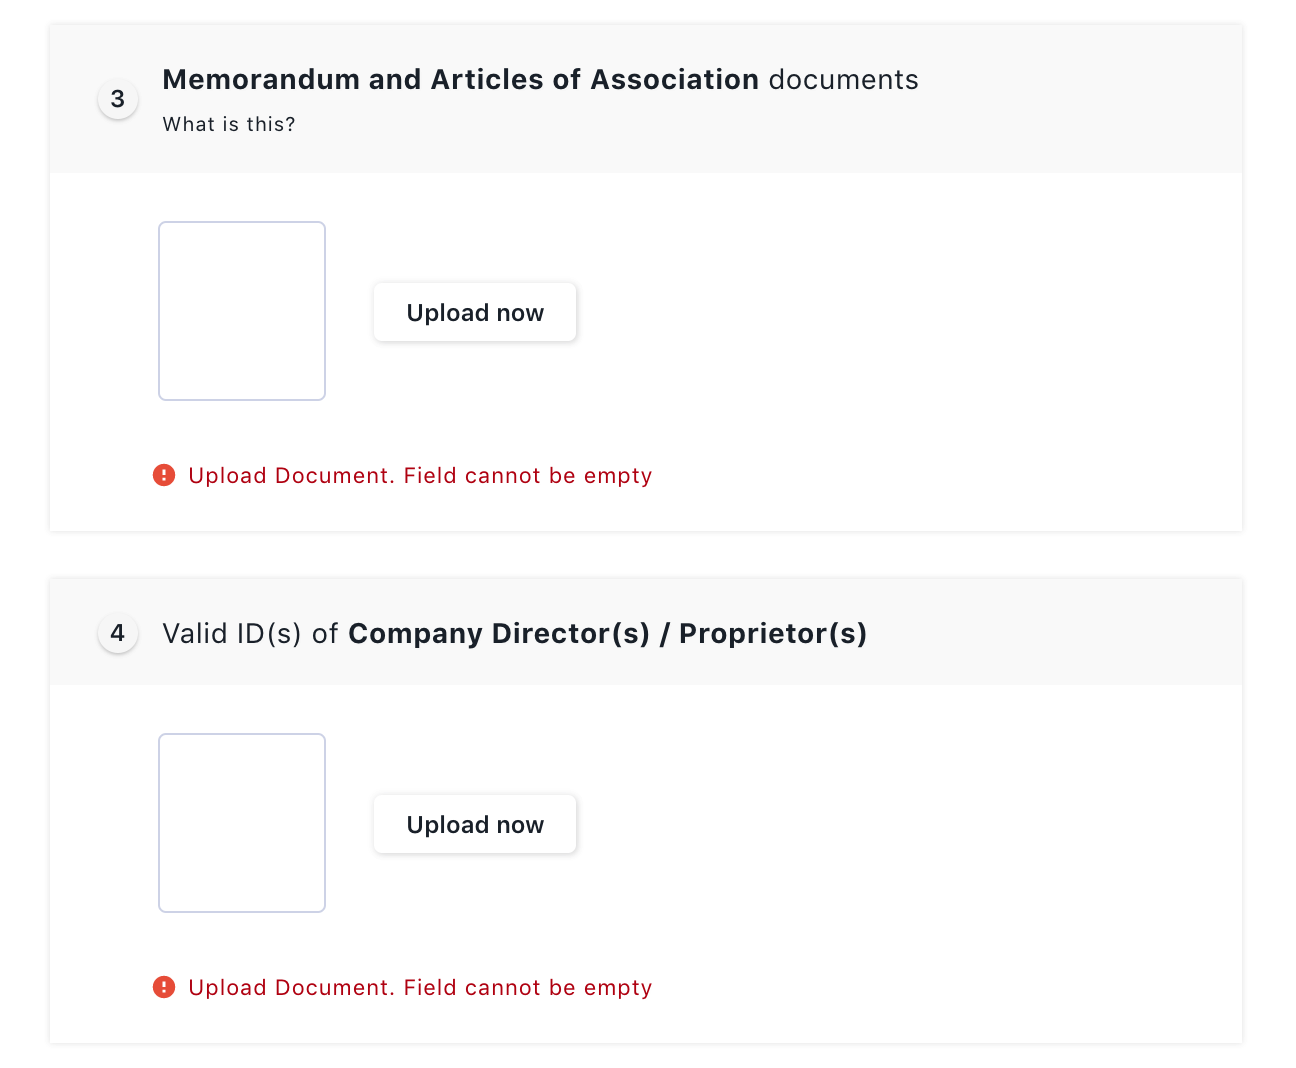 3
Memorandum and Articles of Association documents
What is this?
Upload now
Upload Document. Field cannot be empty
4
Valid ID(s) of Company Director(s) / Proprietor(s)
Upload now
Upload Document. Field cannot be empty